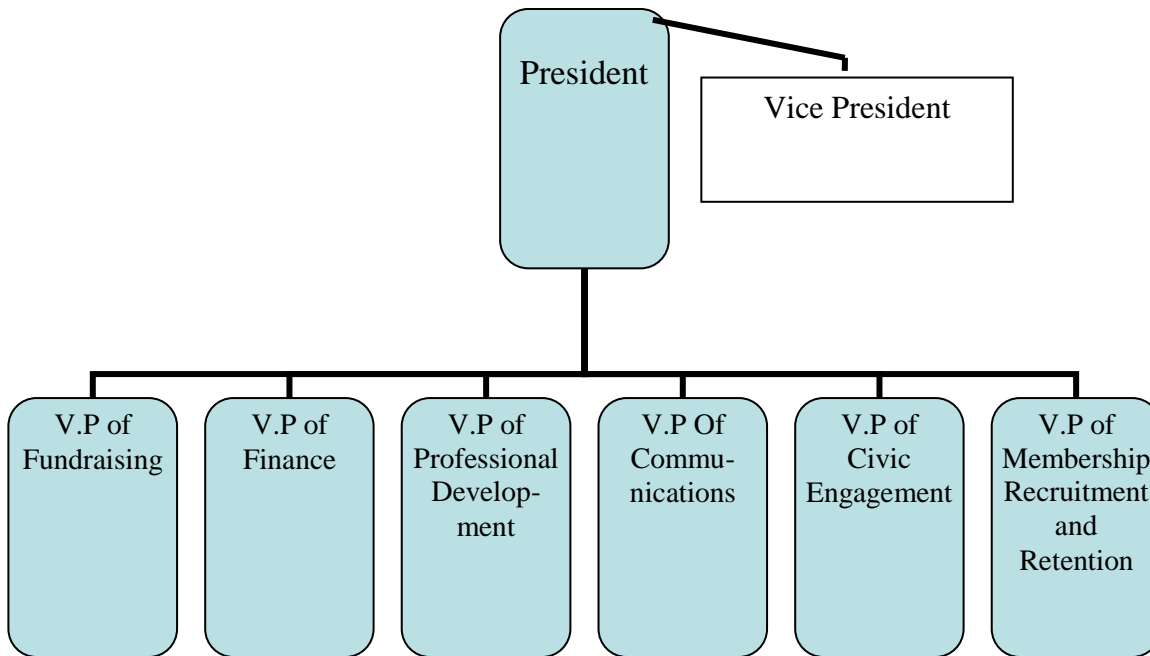 President
Vice President
V.P of
Fundraising
V.P of
Finance
V.P of
Professional
Develop-
ment
V.P Of
Commu-
nications
V.P of
Civic
Engagement
V.P of
Membership
Recruitment
and
Retention